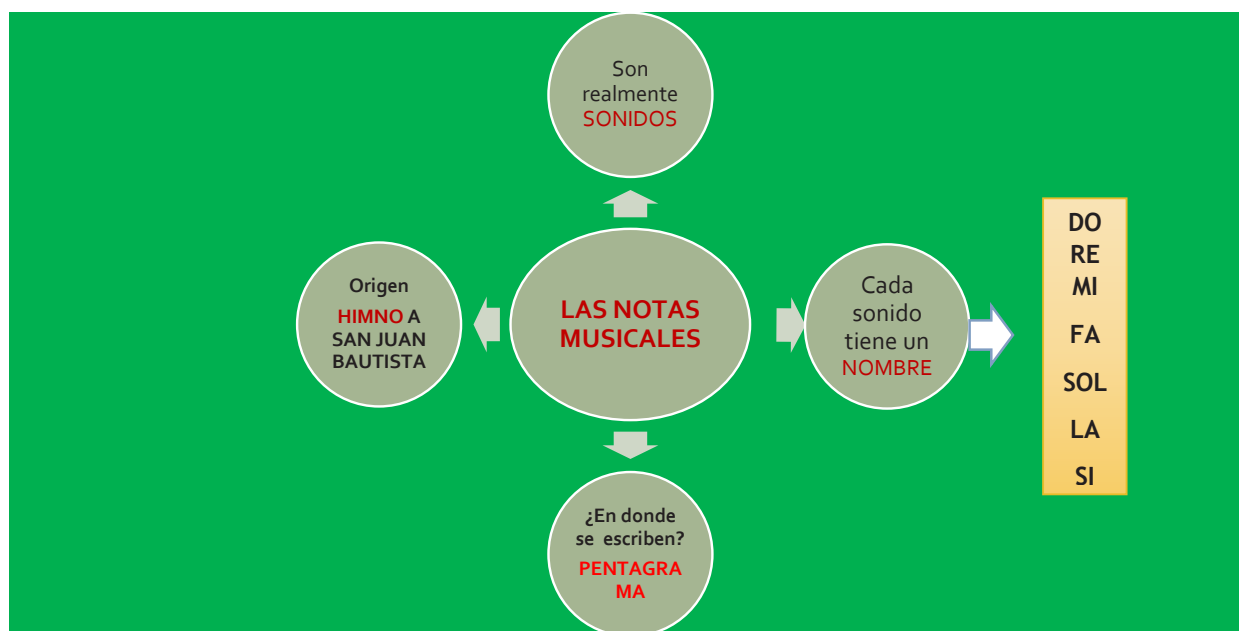 Son
realmente
SONIDOS
Origen
HIMNO A
SAN JUAN
BAUTISTA
LAS NOTAS
MUSICALES
Cada
sonido
tiene un
NOMBRE
DO
RE
MI
FA
SOL
LA
SI
¿En donde
se escriben?
PENTAGRA
MA